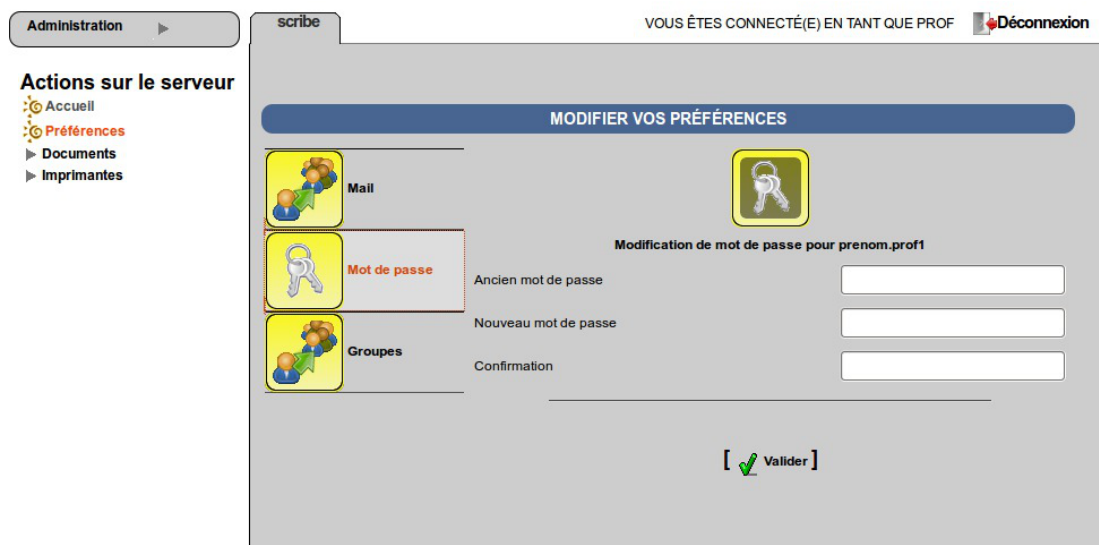 Administration
scribe
VOUS ÊTES CONNECTÉ(E) EN TANT QUE PROF
Déconnexion
Actions sur le serveur
Accueil
Préférences
Documents
Imprimantes
MODIFIER VOS PRÉFÉRENCES
Mail
Mot de passe
Groupes
Modification de mot de passe pour prenom.prof1
Ancien mot de passe
Nouveau mot de passe
Confirmation
[ Valider ]